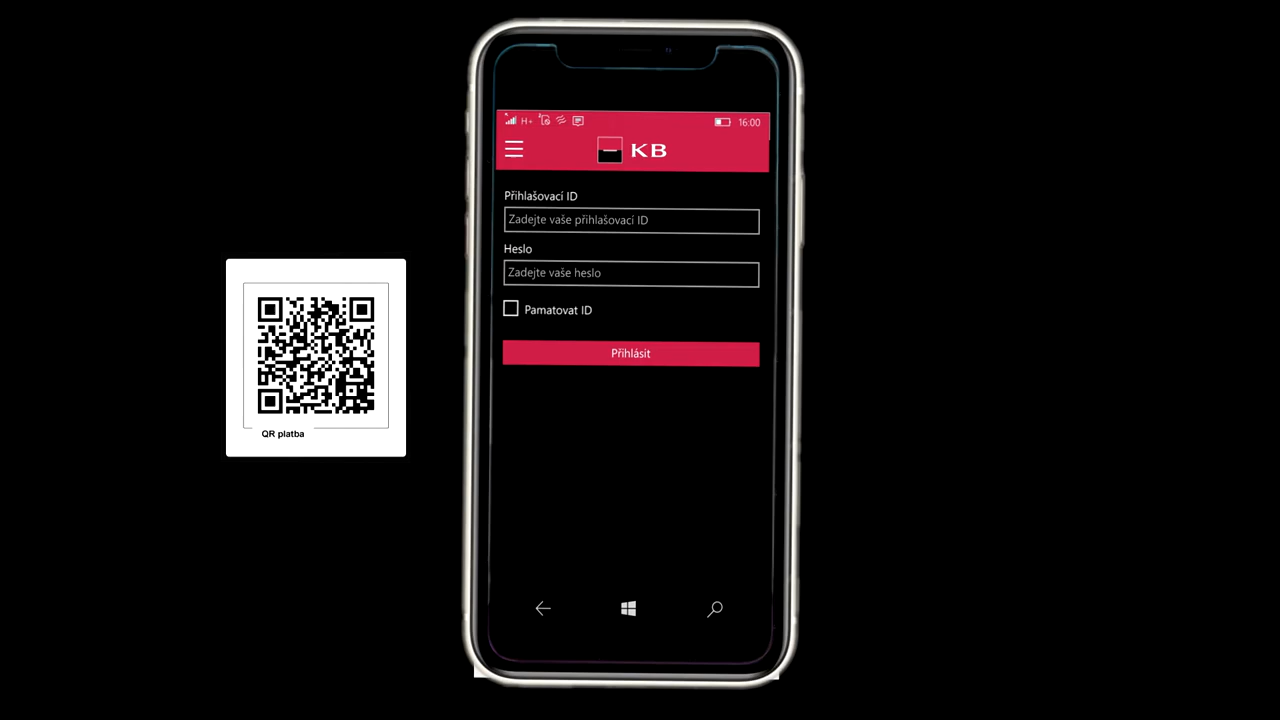 H+
16:00
KB
Přihlašovací ID
Zadejte vaše přihlašovací ID
Heslo
Zadejte vaše heslo
Pamatovat ID
Přihlásit
QR platba